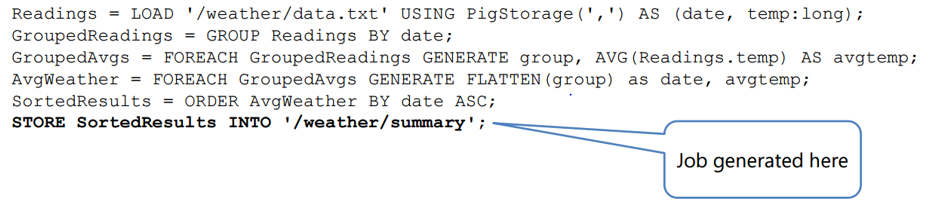 Readings = LOAD '/weather/data.txt' USING PigStorage(',') AS (date, temp:long);
GroupedReadings = GROUP Readings BY date;
GroupedAvgs = FOREACH GroupedReadings GENERATE group, AVG(Readings.temp) AS avgtemp;
AvgWeather = FOREACH GroupedAvgs GENERATE FLATTEN(group) as date, avgtemp;
SortedResults = ORDER AvgWeather BY date ASC;
STORE SortedResults INTO '/weather/summary';
Job generated here